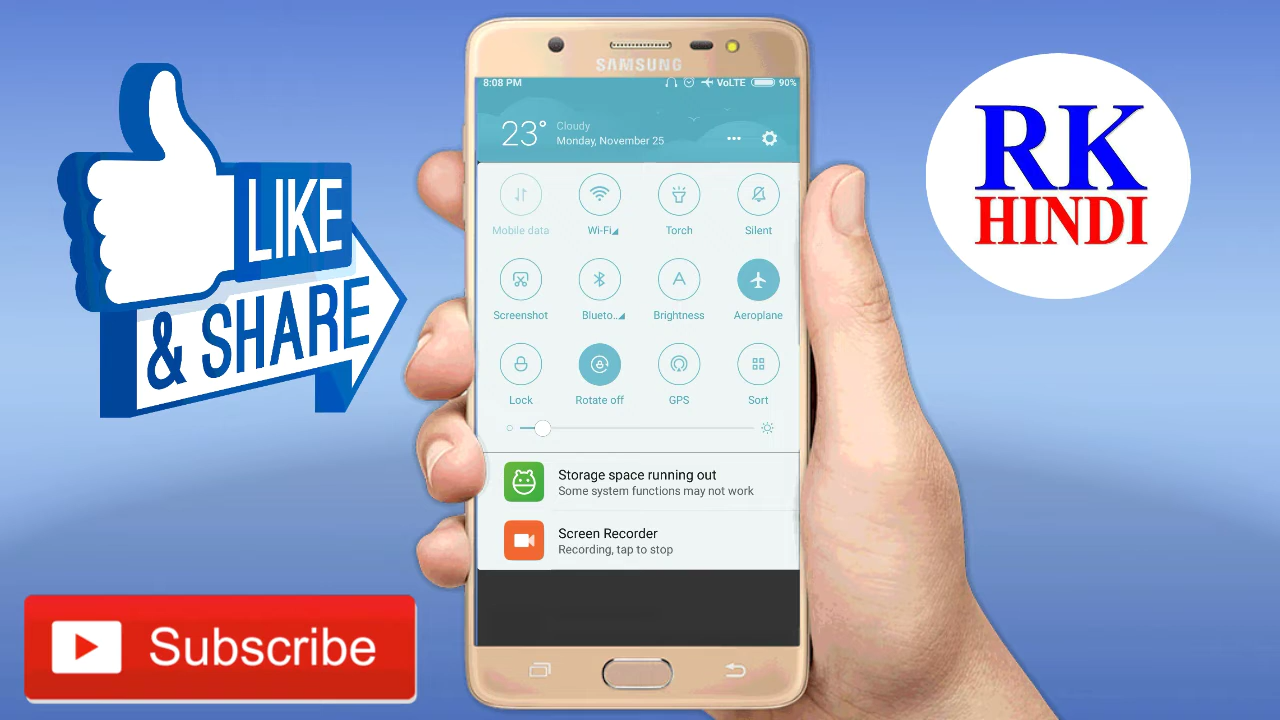 LIKE
& SHARE
Subscribe
SAMSUNG
8:08 PM
VoLTE
90%
23°
Cloudy
Monday, November 25
Mobile data
Wi-Fi
Torch
Silent
Screenshot
Blueto...
Brightness
Aeroplane
Lock
Rotate off
GPS
Sort
Storage space running out
Some system functions may not work
Screen Recorder
Recording, tap to stop
RK
HINDI